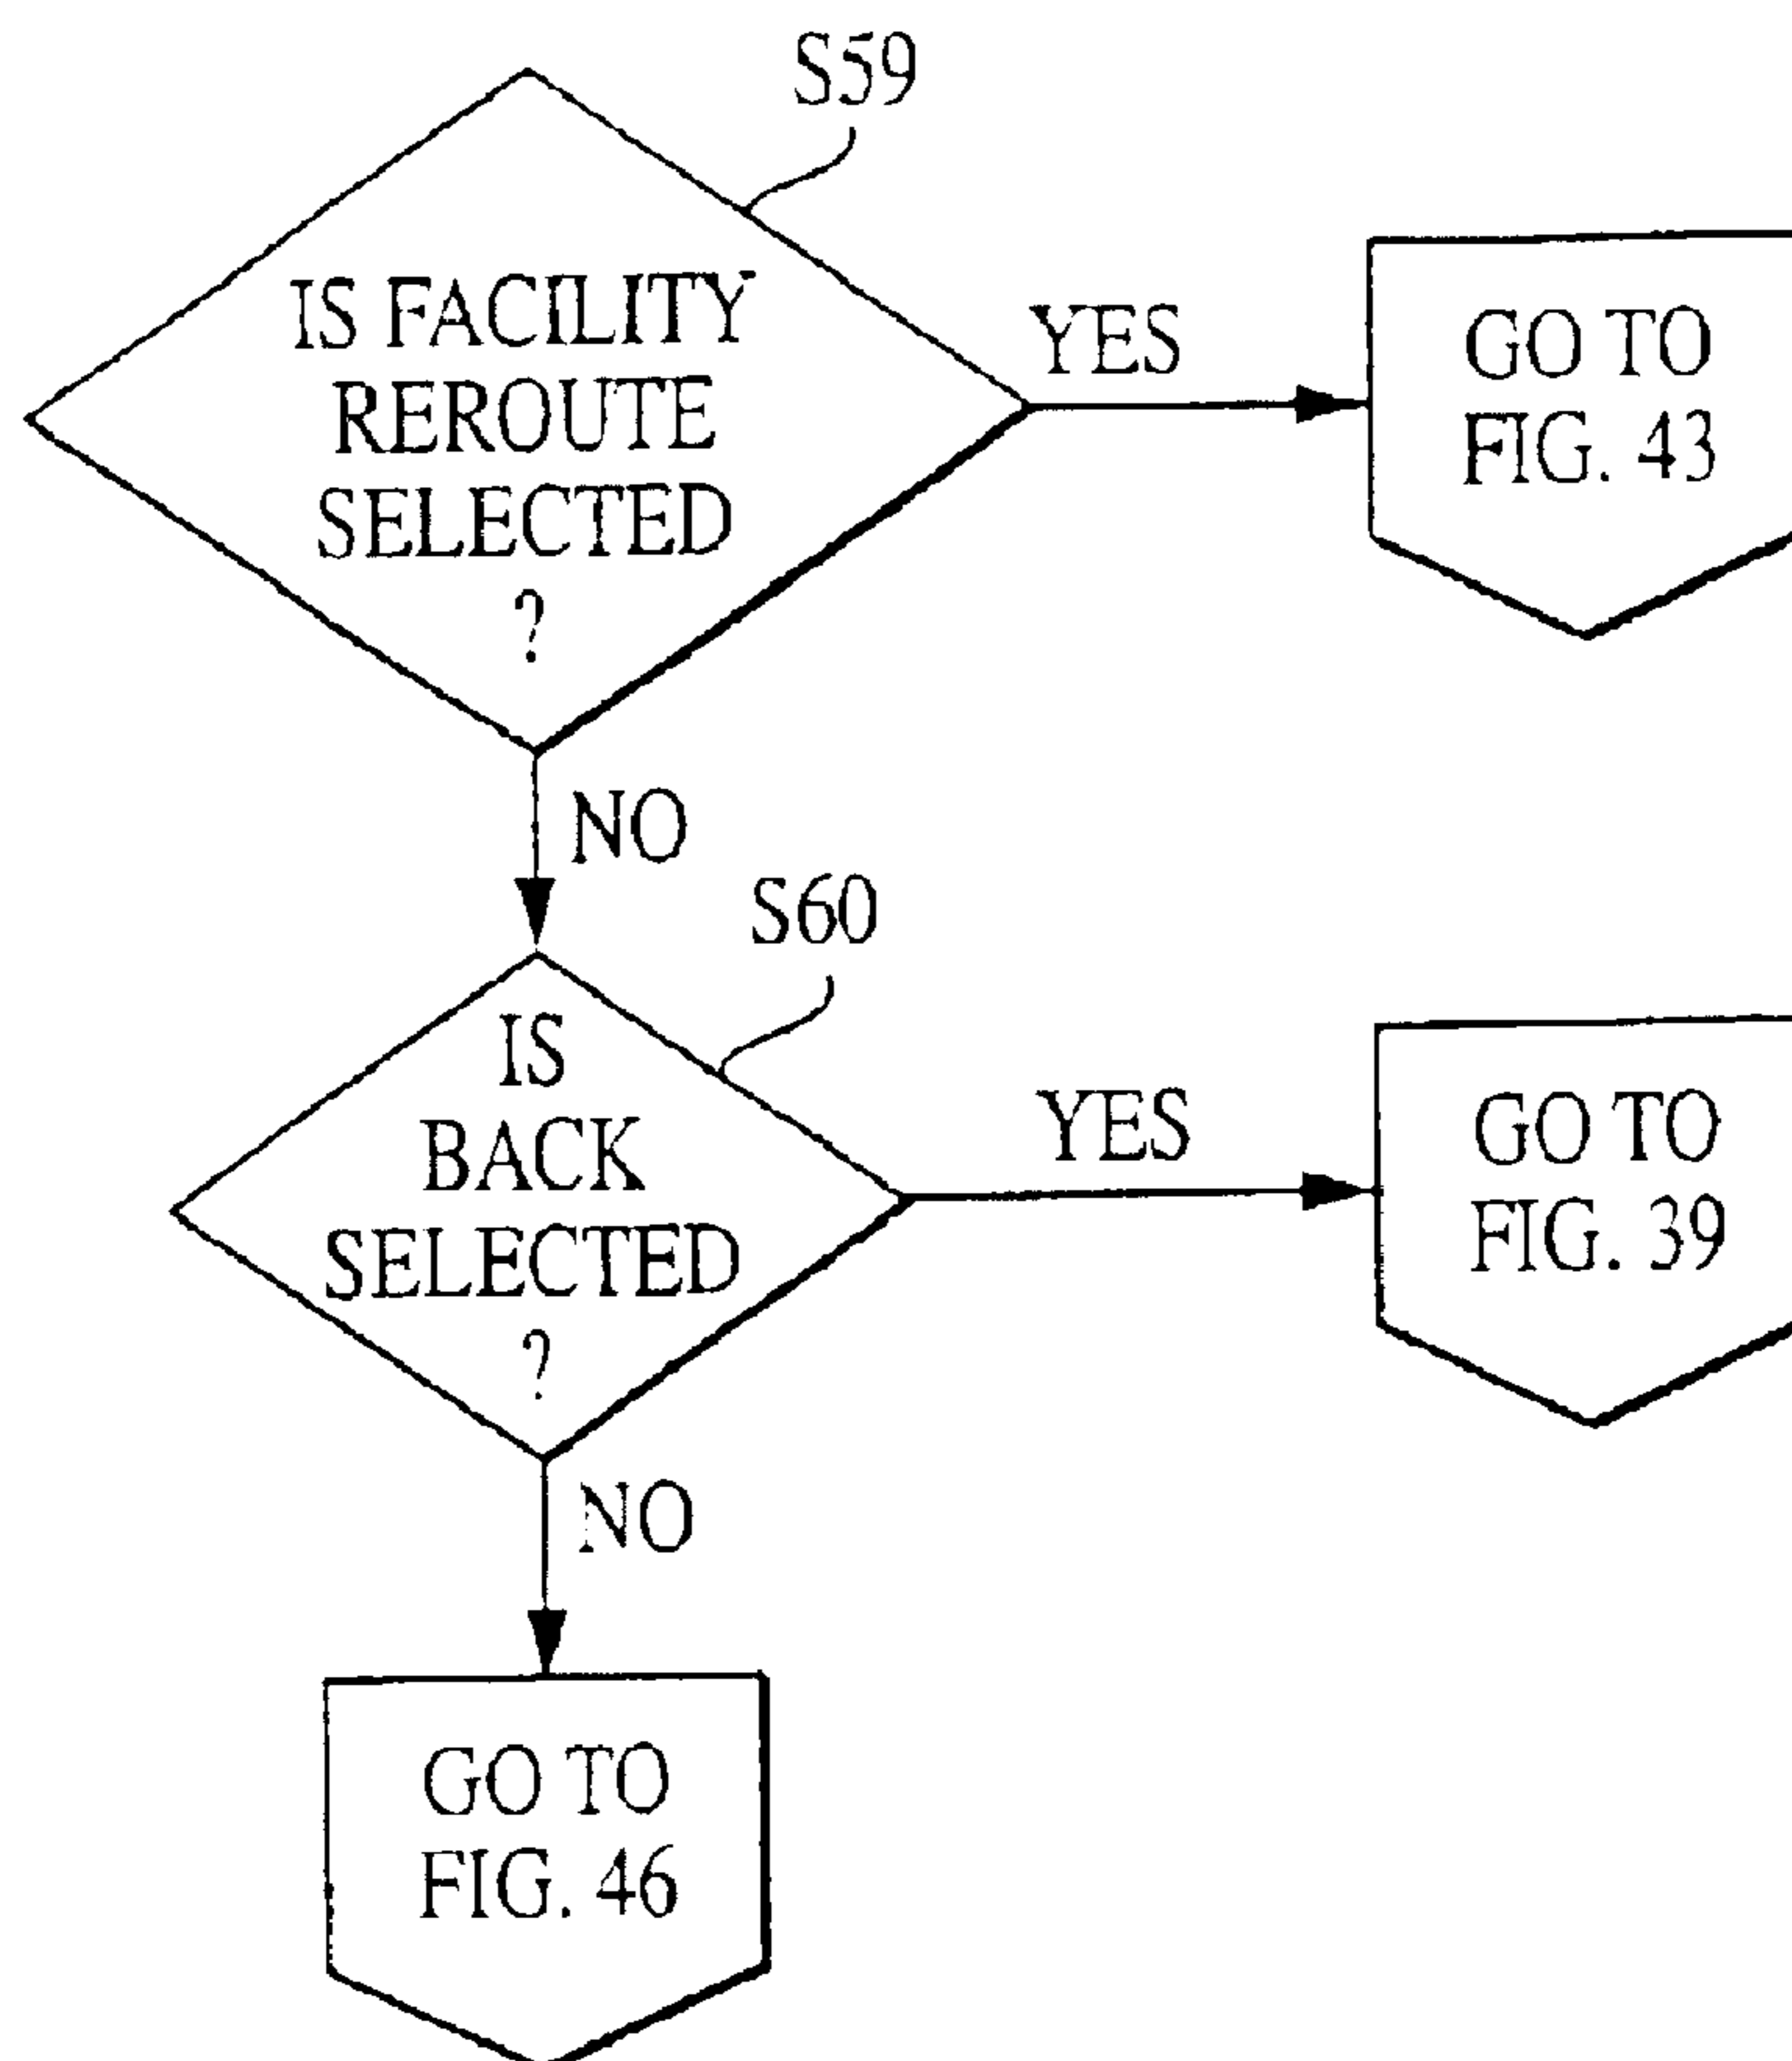 S59
IS FACILITY
REROUTE
SELECTED
?
YES
GO TO
FIG. 43
NO
S60
IS
BACK
SELECTED
?
YES
GO TO
FIG. 39
NO
GO TO
FIG. 46